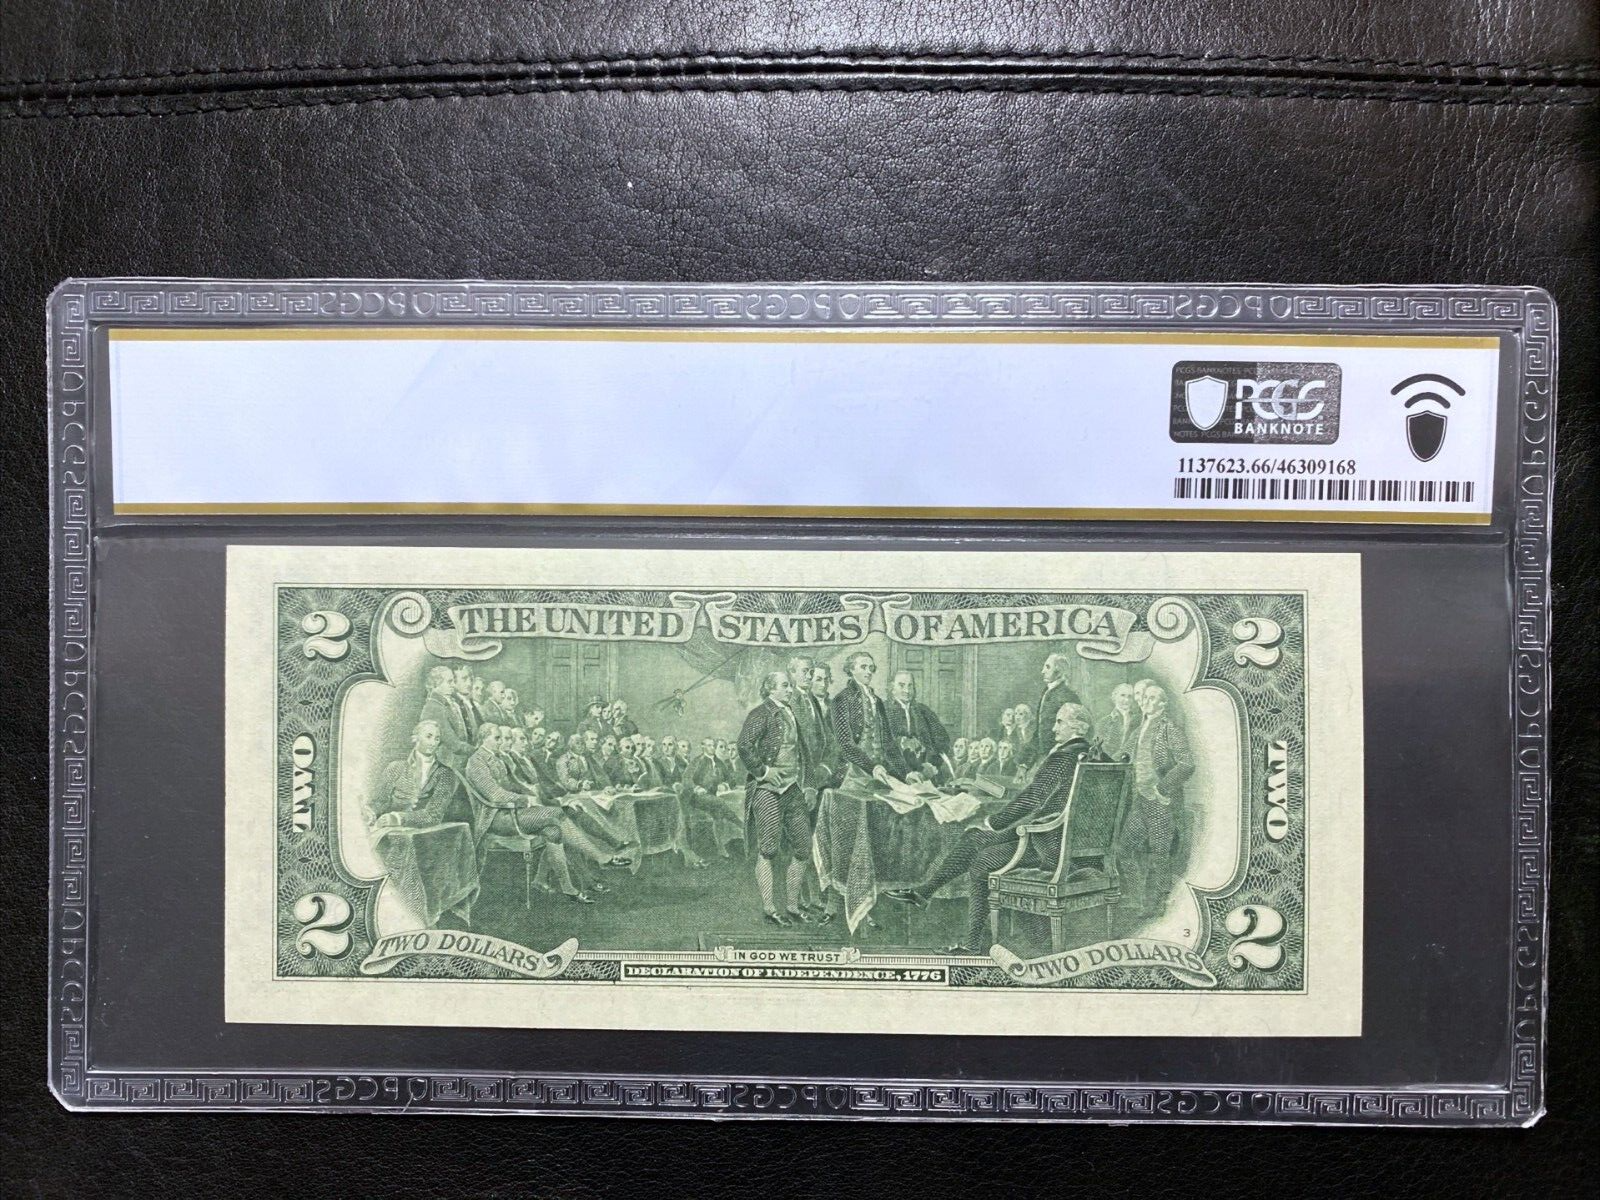 PCGS
BANKNOTE
1137623.66/46309168
THE UNITED STATES OF AMERICA
2 2
TWO TWO
2 2
3
TWO DOLLARS TWO DOLLARS
IN GOD WE TRUST
DECLARATION OF INDEPENDENCE, 1776